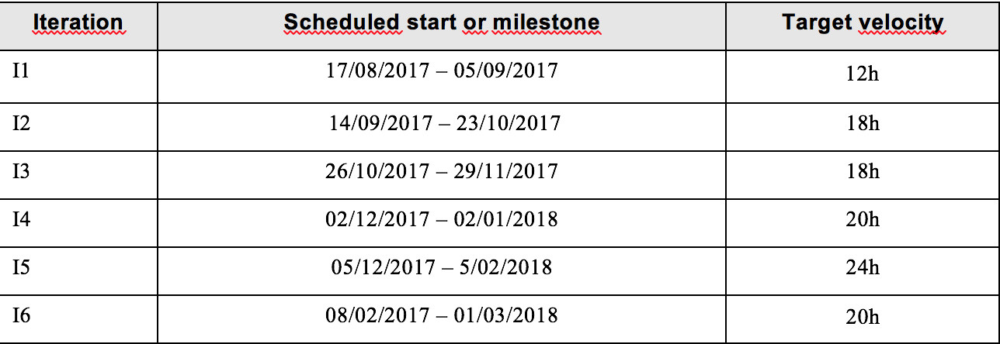 Iteration Scheduled start or milestone Target velocity
I1 17/08/2017 – 05/09/2017 12h
I2 14/09/2017 – 23/10/2017 18h
I3 26/10/2017 – 29/11/2017 18h
I4 02/12/2017 – 02/01/2018 20h
I5 05/12/2017 – 5/02/2018 24h
I6 08/02/2017 – 01/03/2018 20h